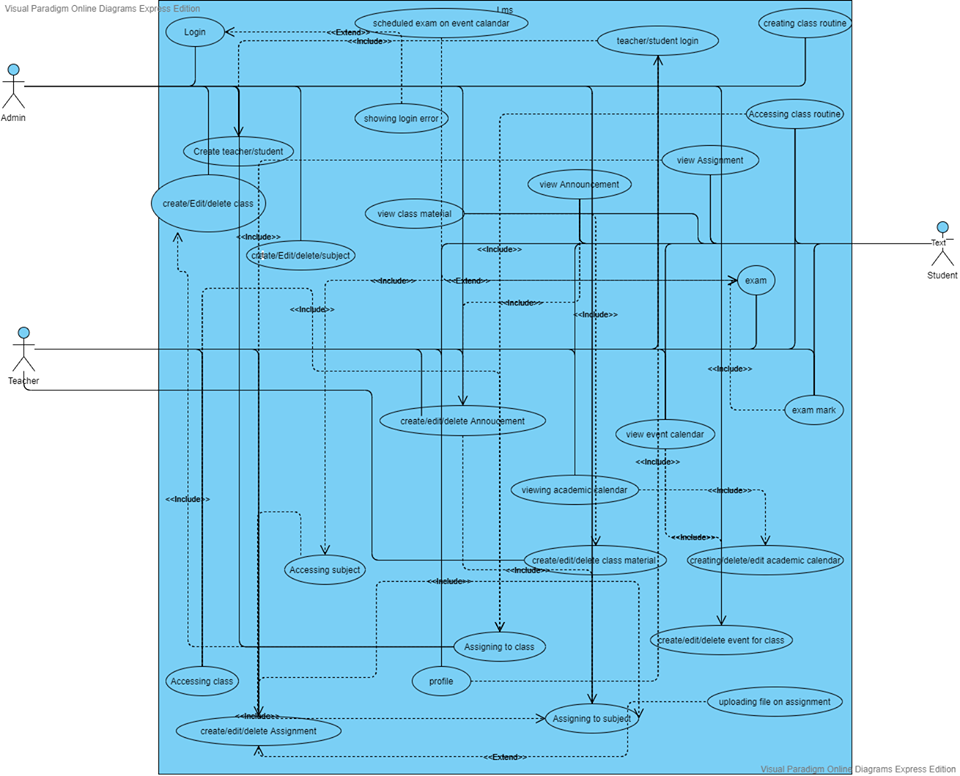 Visual Paradigm Online Diagrams Express Edition
Lms
scheduled exam on event calandar
creating class routine
Login
<<Extend>>
<<Include>>
teacher/student login
Admin
showing login error
Accessing class routine
Create teacher/student
view Assignment
view Announcement
create/Edit/delete class
view class material
<<Include>>
<<Include>>
Text
create/Edit/delete/subject
Student
<<Include>>
<<Extend>>
exam
<<Include>>
<<Include>>
<<Include>>
Teacher
<<Include>>
exam mark
create/edit/delete Annoucement
view event calendar
<<Include>>
viewing academic calendar
<<Include>>
<<Include>>
<<Include>>
create/edit/delete class material
creating/delete/edit academic calendar
Accessing subject
<<Include>>
<<Include>>
create/edit/delete event for class
Assigning to class
Accessing class
profile
uploading file on assignment
<<Include>>
Assigning to subject
create/edit/delete Assignment
<<Extend>>
Visual Paradigm Online Diagrams Express Edition